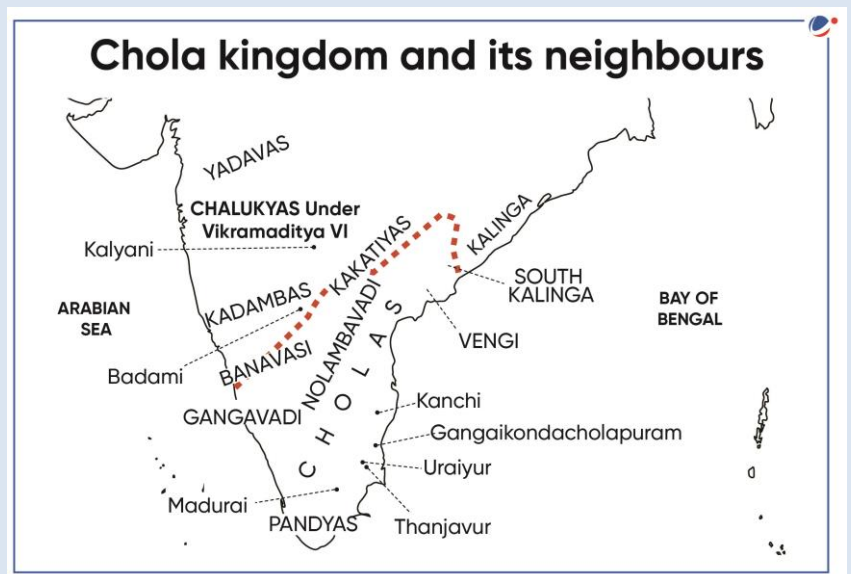 Chola kingdom and its neighbours
YADAVAS
CHALUKYAS Under
Vikramaditya VI
Kalyani
KAKATIYAS
KALINGA
SOUTH
KALINGA
ARABIAN
SEA
BAY OF
BENGAL
KADAMBAS
NOLAMBAVADI
VENGI
Badami
BANAVASI
CHOLAS
GANGAVADI
Kanchi
Gangaikondacholapuram
Uraiyur
Madurai
PANDYAS
Thanjavur